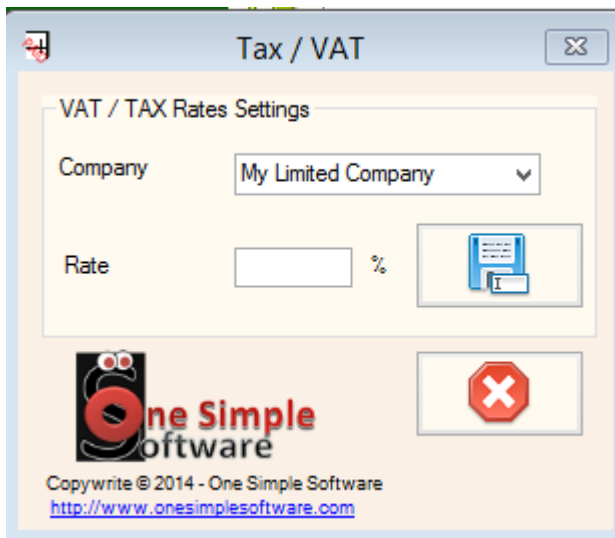 Tax / VAT
VAT / TAX Rates Settings
Company
My Limited Company
Rate
%
One Simple
Software
Copywrite © 2014 - One Simple Software
http://www.onesimplesoftware.com